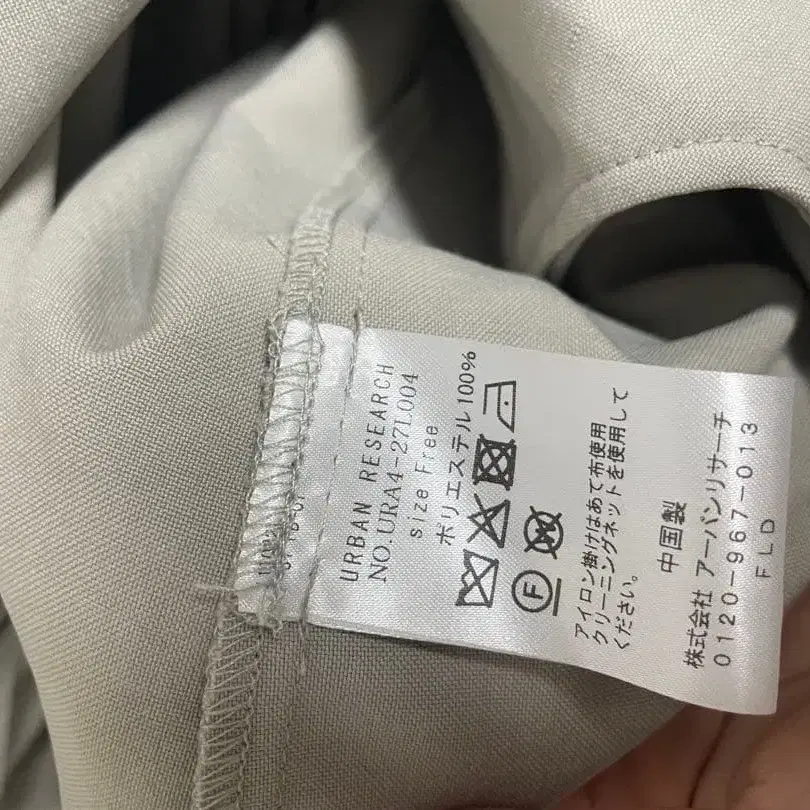 URBAN RESEARCH
NO.URA4-27L004
Size Free
ポリエステル100%
F
アイロン掛けはあて布使用
クリーニングネットを使用して
ください。
中国製
株式会社 アーバンリサーチ
0120-967-013
FLD